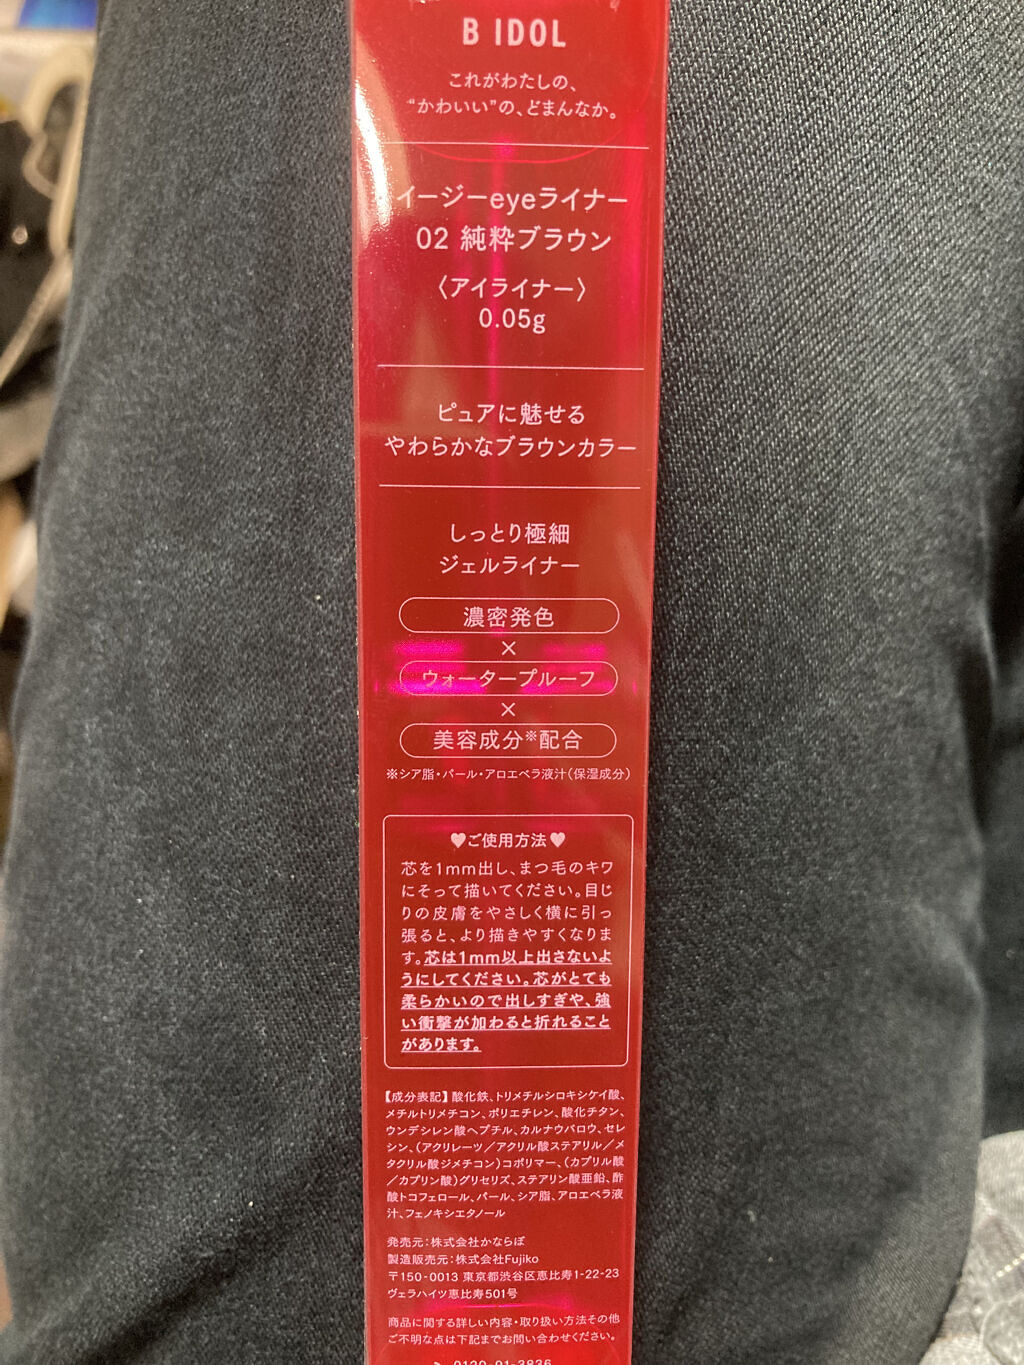 B IDOL
これがわたしの、
“かわいい”の、どまんなか。
イージーeyeライナー
02 純粋ブラウン
〈アイライナー〉
0.05g
ピュアに魅せる
やわらかなブラウンカラー
しっとり極細
ジェルライナー
濃密発色
×
ウォータープルーフ
×
美容成分※配合
※シア脂・パール・アロエベラ液汁(保湿成分)
♥ご使用方法♥
芯を1mm出し、まつ毛のキワ
にそって描いてください。目じ
りの皮膚をやさしく横に引っ
張ると、より描きやすくなりま
す。芯は1mm以上出さないよ
うにしてください。芯がとても
柔らかいので出しすぎや、強
い衝撃が加わると折れること
があります。
【成分表記】酸化鉄、トリメチルシロキシケイ酸、
メチルトリメチコン、ポリエチレン、酸化チタン、
ウンデシレン酸ヘプチル、カルナウバロウ、セレ
シン、(アクリレーツ／アクリル酸ステアリル／メ
タクリル酸ジメチコン)コポリマー、(カプリル酸
／カプリン酸)グリセリズ、ステアリン酸亜鉛、酢
酸トコフェロール、パール、シア脂、アロエベラ液
汁、フェノキシエタノール
発売元：株式会社かならぼ
製造販売元：株式会社Fujiko
〒150-0013 東京都渋谷区恵比寿1-22-23
ヴェラハイツ恵比寿501号
商品に関する詳しい内容・取り扱い方法その他
ご不明な点は下記までお問い合わせください。
0120-91-3836